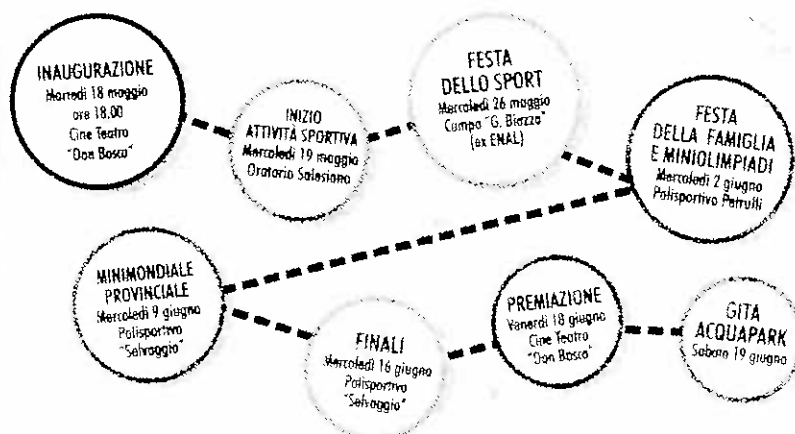 INAUGURAZIONE
Martedì 18 maggio
ore 18,00
Cine Teatro
"Don Bosco"
INIZIO
ATTIVITÀ SPORTIVA
Mercoledì 19 maggio
Oratorio Salesiano
FESTA
DELLO SPORT
Mercoledì 26 maggio
Campo "G. Biazzo"
(ex ENAL)
FESTA
DELLA FAMIGLIA
E MINIOLIMPIADI
Mercoledì 2 giugno
Polisportivo Petrulli
MINIMONDIALE
PROVINCIALE
Mercoledì 9 giugno
Polisportivo
"Selvaggio"
FINALI
Mercoledì 16 giugno
Polisportivo
"Selvaggio"
PREMIAZIONE
Venerdì 18 giugno
Cine Teatro
"Don Bosco"
GITA
ACQUAPARK
Sabato 19 giugno